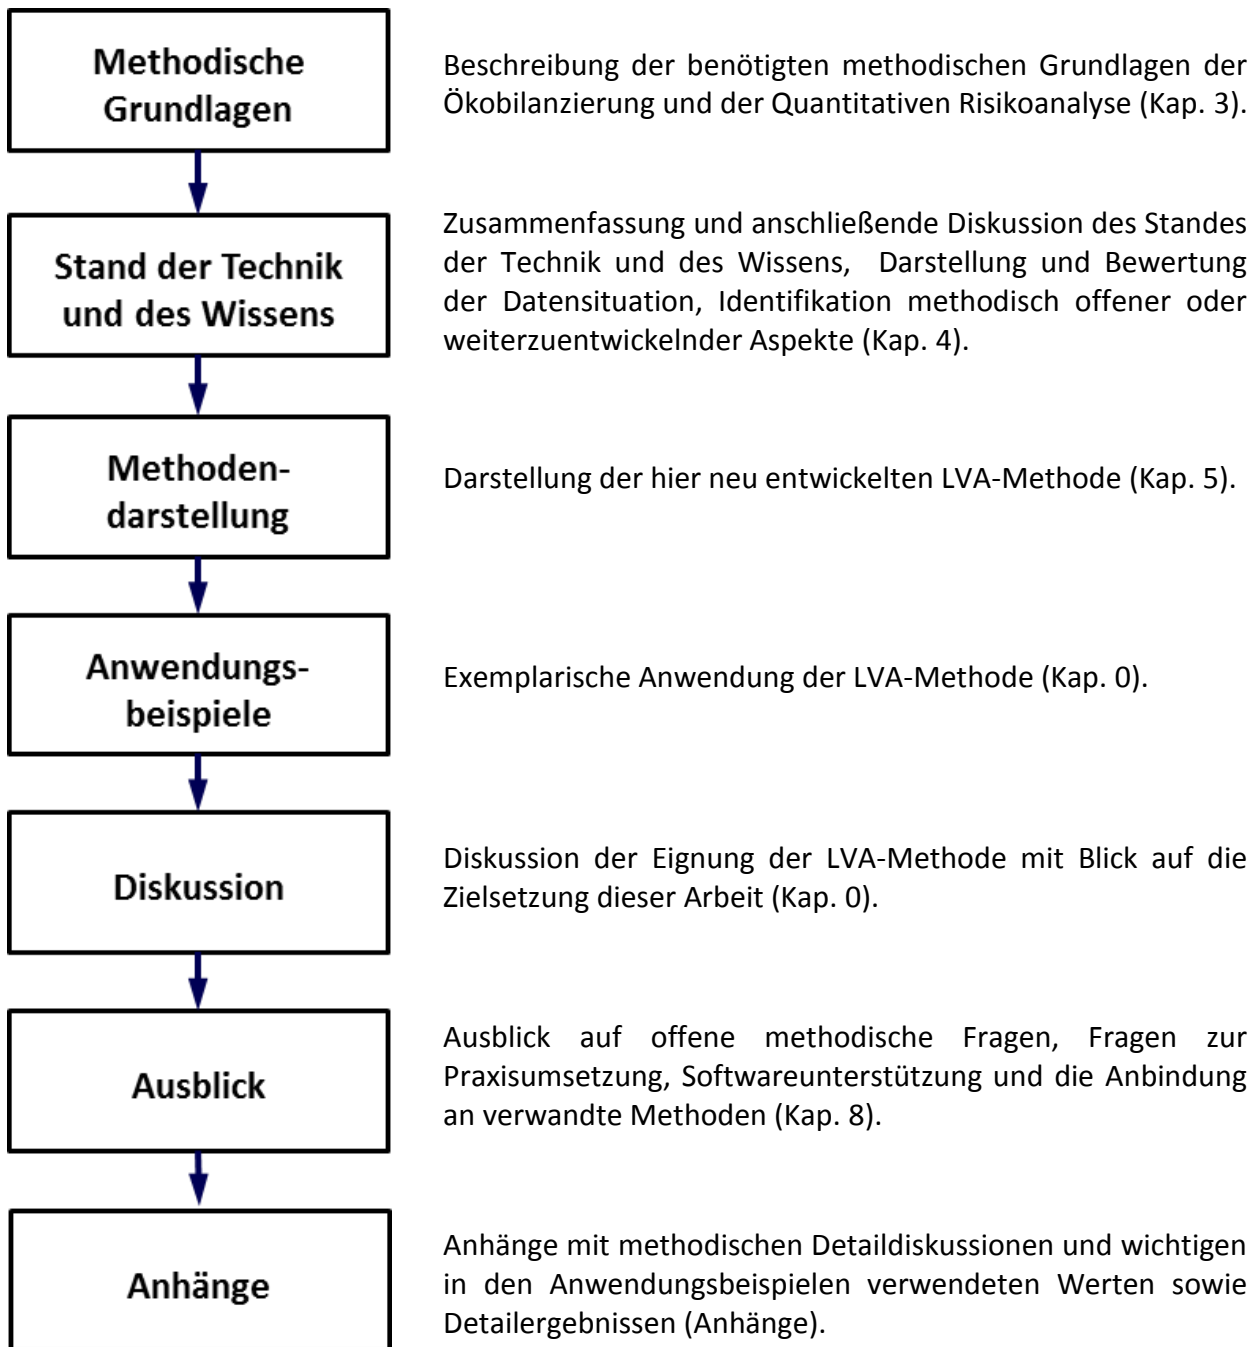 Methodische
Grundlagen
Beschreibung der benötigten methodischen Grundlagen der
Ökobilanzierung und der Quantitativen Risikoanalyse (Kap. 3).
Stand der Technik
und des Wissens
Zusammenfassung und anschließende Diskussion des Standes
der Technik und des Wissens, Darstellung und Bewertung
der Datensituation, Identifikation methodisch offener oder
weiterzuentwickelnder Aspekte (Kap. 4).
Methoden-
darstellung
Darstellung der hier neu entwickelten LVA-Methode (Kap. 5).
Anwendungs-
beispiele
Exemplarische Anwendung der LVA-Methode (Kap. 0).
Diskussion
Diskussion der Eignung der LVA-Methode mit Blick auf die
Zielsetzung dieser Arbeit (Kap. 0).
Ausblick
Ausblick auf offene methodische Fragen, Fragen zur
Praxisumsetzung, Softwareunterstützung und die Anbindung
an verwandte Methoden (Kap. 8).
Anhänge
Anhänge mit methodischen Detaildiskussionen und wichtigen
in den Anwendungsbeispielen verwendeten Werten sowie
Detailergebnissen (Anhänge).